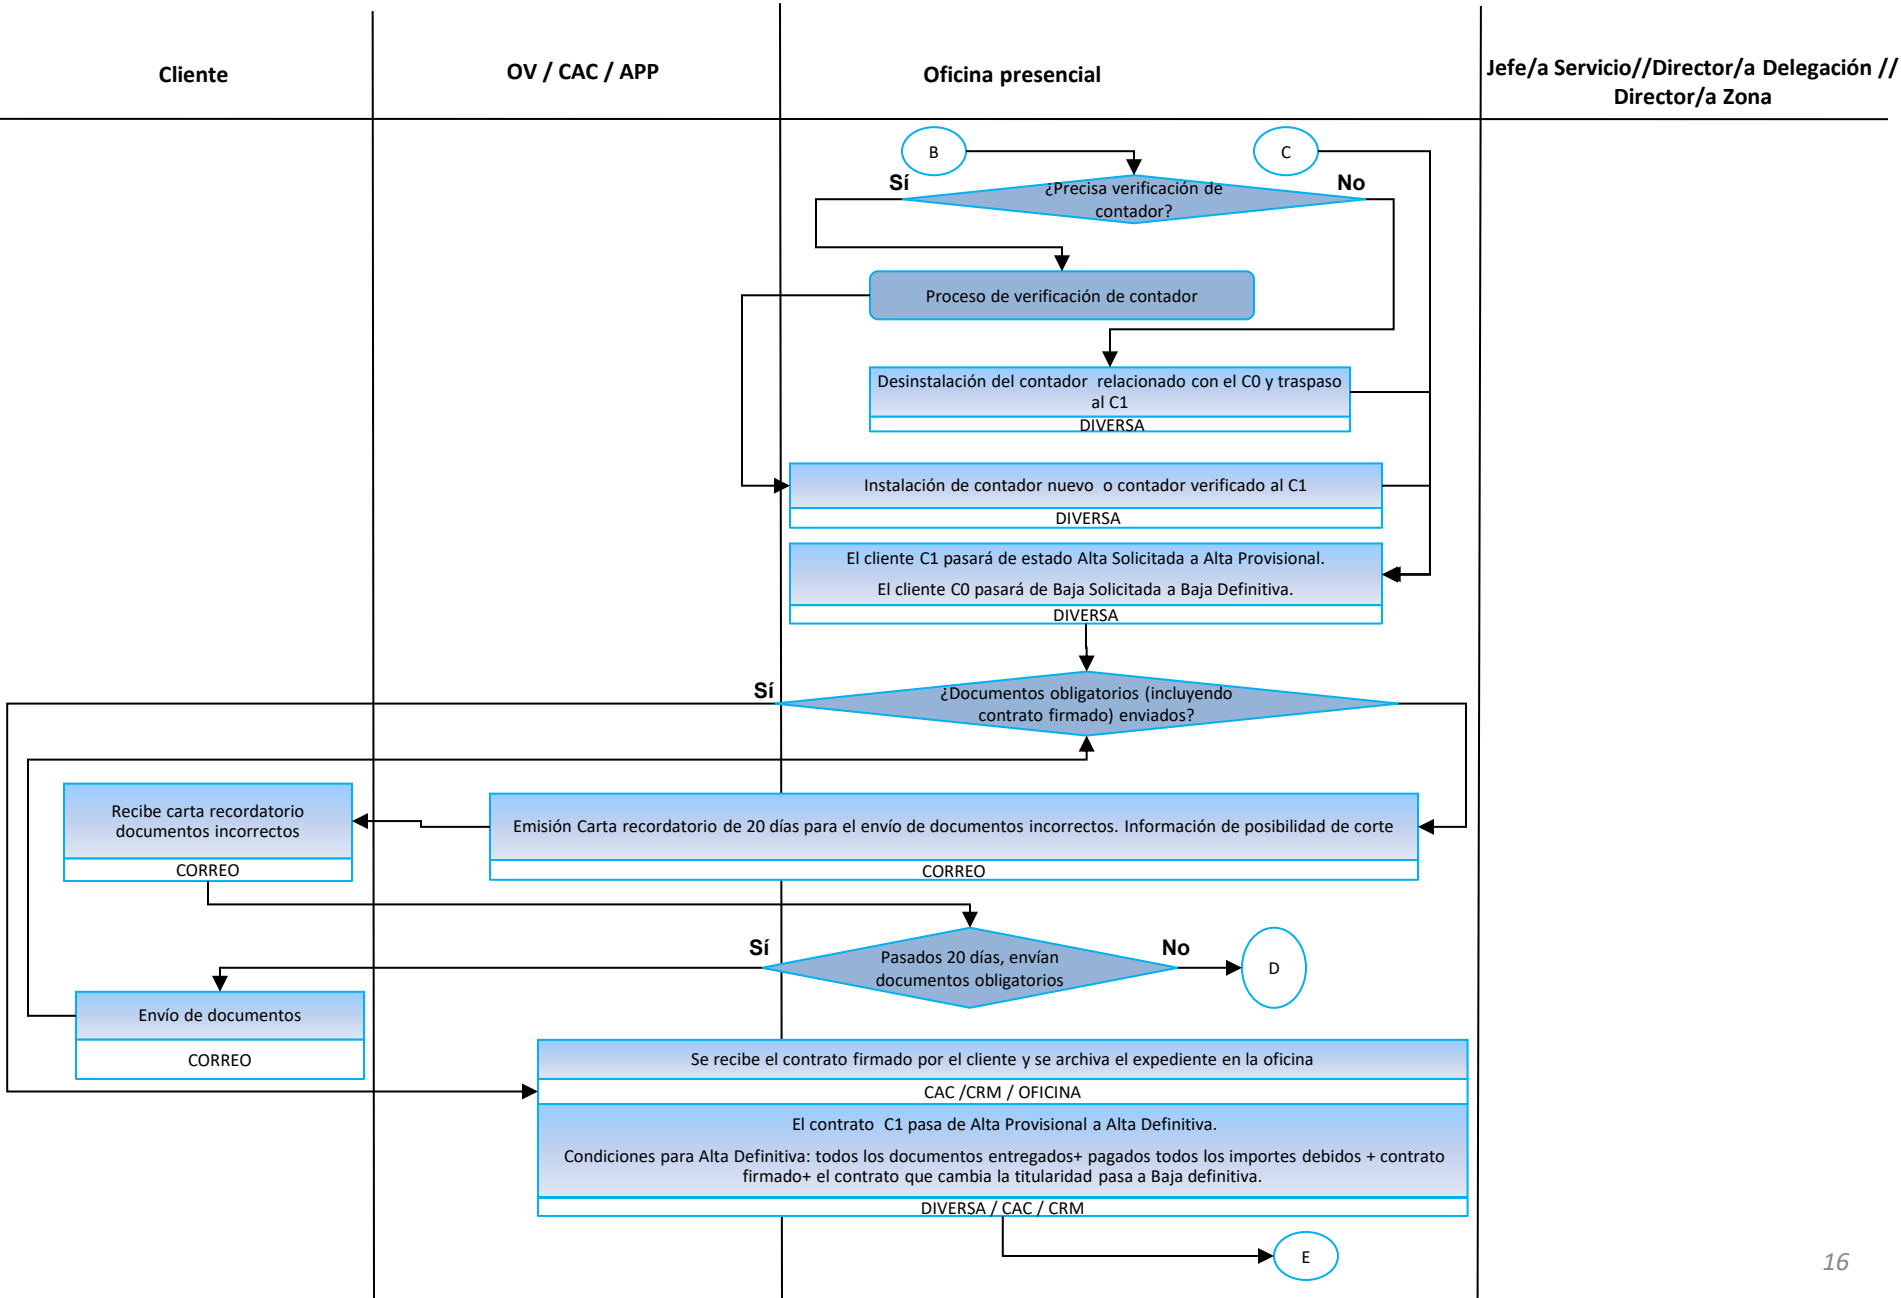 Cliente
OV / CAC / APP
Oficina presencial
Jefe/a Servicio//Director/a Delegación //
Director/a Zona
B
C
Sí
No
¿Precisa verificación de
contador?
Proceso de verificación de contador
Desinstalación del contador relacionado con el C0 y traspaso
al C1
DIVERSA
Instalación de contador nuevo o contador verificado al C1
DIVERSA
El cliente C1 pasará de estado Alta Solicitada a Alta Provisional.
El cliente C0 pasará de Baja Solicitada a Baja Definitiva.
DIVERSA
Sí
¿Documentos obligatorios (incluyendo
contrato firmado) enviados?
Recibe carta recordatorio
documentos incorrectos
CORREO
Emisión Carta recordatorio de 20 días para el envío de documentos incorrectos. Información de posibilidad de corte
CORREO
Sí
No
Pasados 20 días, envían
documentos obligatorios
D
Envío de documentos
CORREO
Se recibe el contrato firmado por el cliente y se archiva el expediente en la oficina
CAC /CRM / OFICINA
El contrato C1 pasa de Alta Provisional a Alta Definitiva.
Condiciones para Alta Definitiva: todos los documentos entregados+ pagados todos los importes debidos + contrato
firmado+ el contrato que cambia la titularidad pasa a Baja definitiva.
DIVERSA / CAC / CRM
E
16